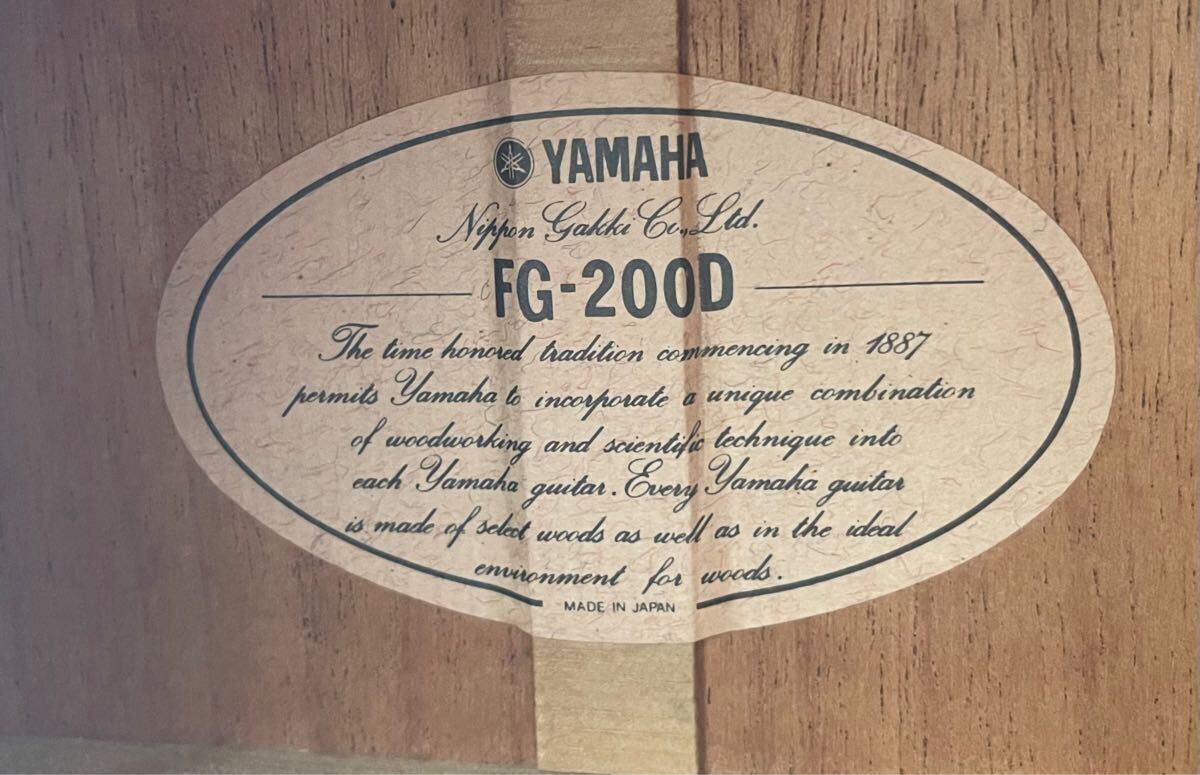 YAMAHA
Nippon Gakki Co., Ltd.
FG-200D
The time honored tradition commencing in 1887
permits Yamaha to incorporate a unique combination
of woodworking and scientific technique into
each Yamaha guitar. Every Yamaha guitar
is made of select woods as well as in the ideal
environment for woods.
MADE IN JAPAN